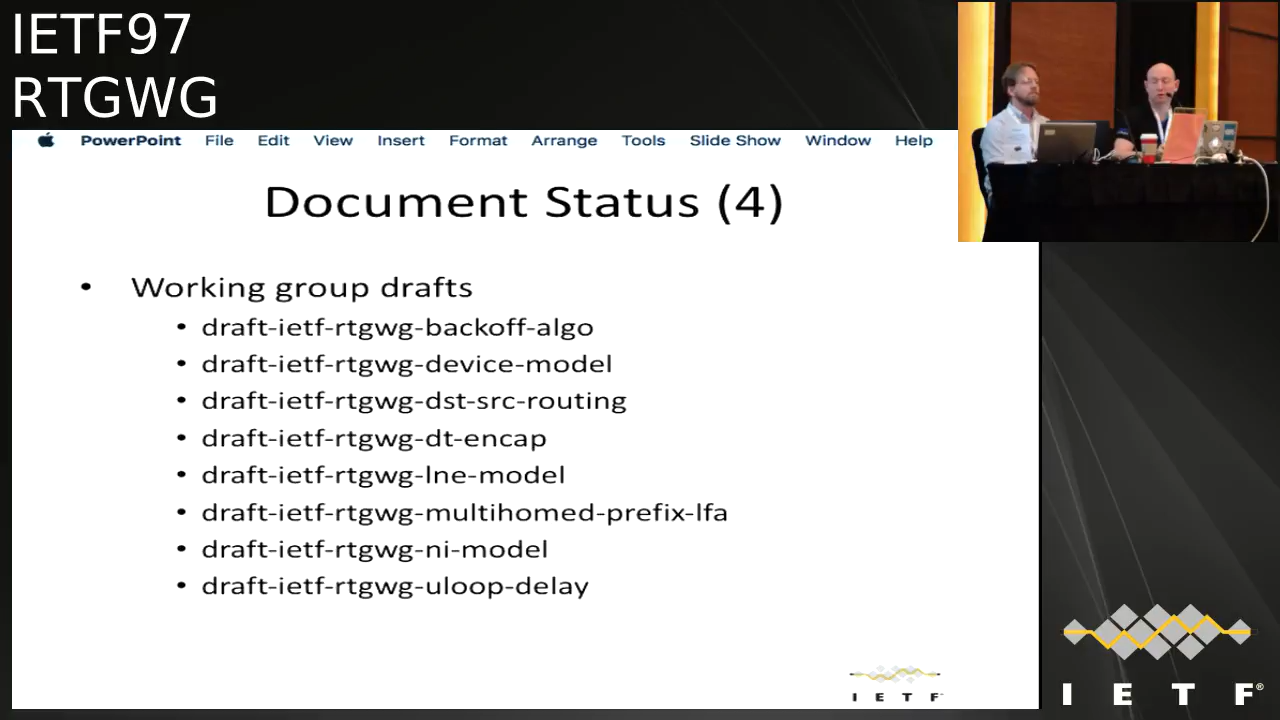 IETF97
RTGWG
PowerPoint File Edit View Insert Format Arrange Tools Slide Show Window Help
Document Status (4)
• Working group drafts
• draft-ietf-rtgwg-backoff-algo
• draft-ietf-rtgwg-device-model
• draft-ietf-rtgwg-dst-src-routing
• draft-ietf-rtgwg-dt-encap
• draft-ietf-rtgwg-lne-model
• draft-ietf-rtgwg-multihomed-prefix-lfa
• draft-ietf-rtgwg-ni-model
• draft-ietf-rtgwg-uloop-delay
I E T F
I E T F®